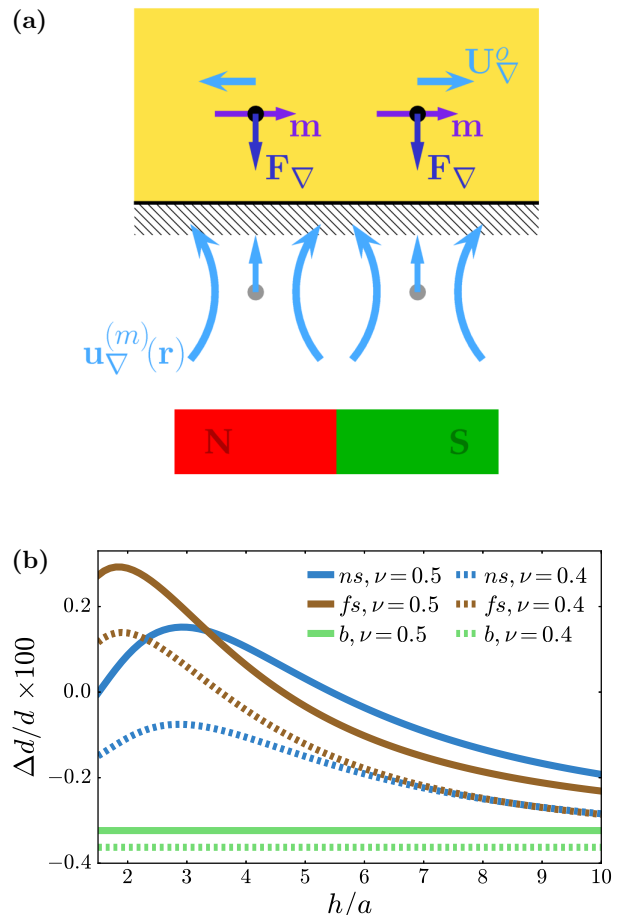 (a)
U∇^o
m m
F∇ F∇
u∇^(m)(r)
N S
(b)
ns, ν = 0.5 ns, ν = 0.4
fs, ν = 0.5 fs, ν = 0.4
b, ν = 0.5 b, ν = 0.4
0.2
0.0
−0.2
−0.4
Δd/d ×100
2 3 4 5 6 7 8 9 10
h/a